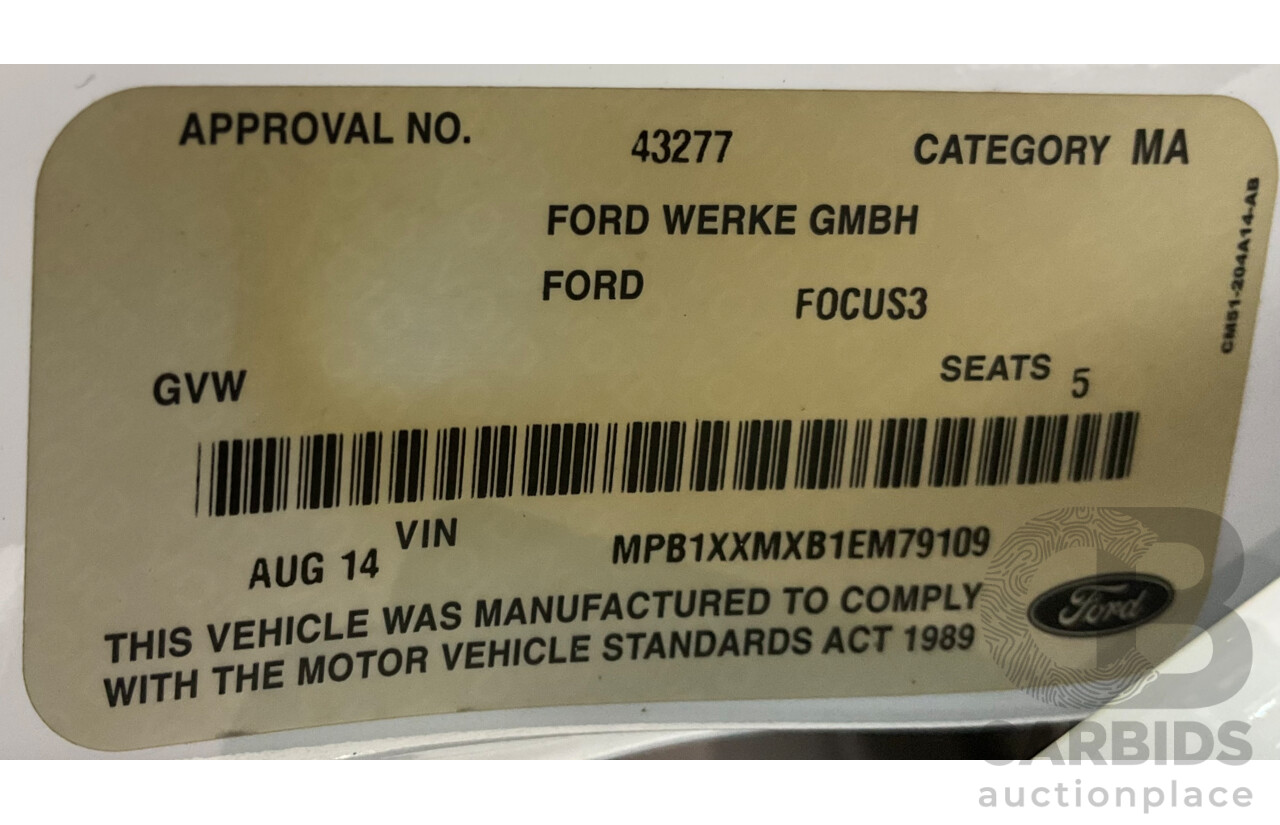 APPROVAL NO. 43277 CATEGORY MA
FORD WERKE GMBH
FORD FOCUS3
CM51-204A14-AB
GVW SEATS 5
AUG 14 VIN MPB1XXMXB1EM79109
THIS VEHICLE WAS MANUFACTURED TO COMPLY
WITH THE MOTOR VEHICLE STANDARDS ACT 1989
Ford
CARBIDS
auctionplace